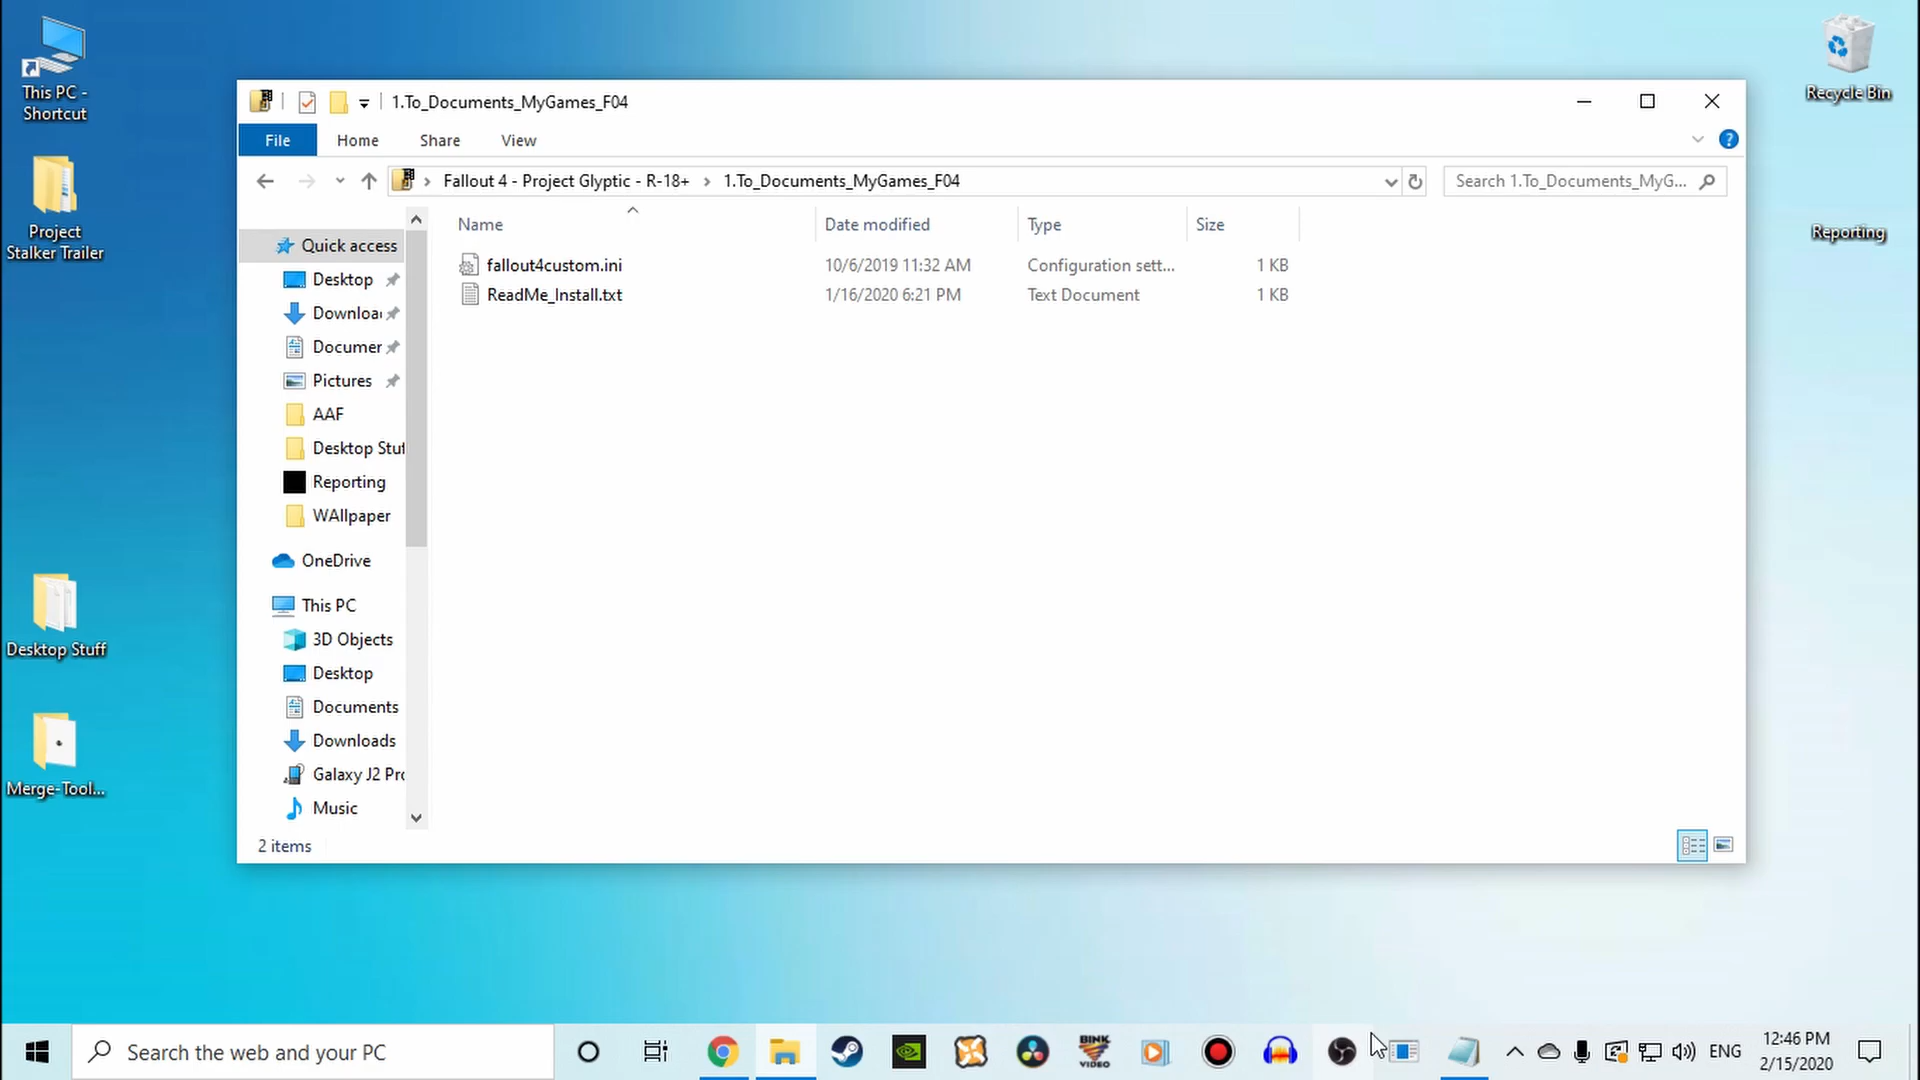 This PC -
Shortcut
Project
Stalker Trailer
Desktop Stuff
Merge-Tool...
Recycle Bin
Reporting
1.To_Documents_MyGames_F04
File Home Share View
Fallout 4 - Project Glyptic - R-18+ 1.To_Documents_MyGames_F04
Search 1.To_Documents_MyG...
Name Date modified Type Size
fallout4custom.ini 10/6/2019 11:32 AM Configuration sett... 1 KB
ReadMe_Install.txt 1/16/2020 6:21 PM Text Document 1 KB
Quick access
Desktop
Downloa
Documer
Pictures
AAF
Desktop Stuf
Reporting
WAllpaper
OneDrive
This PC
3D Objects
Desktop
Documents
Downloads
Galaxy J2 Pro
Music
2 items
Search the web and your PC
BINK
VIDEO
ENG
12:46 PM
2/15/2020